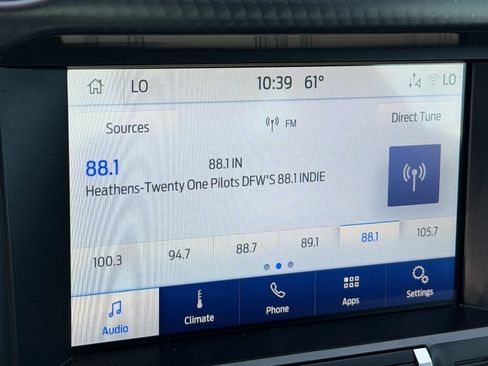 LO 10:39 61° LO
Sources FM Direct Tune
88.1 88.1 IN
Heathens-Twenty One Pilots DFW'S 88.1 INDIE
100.3 94.7 88.7 89.1 88.1 105.7
Audio Climate Phone Apps Settings